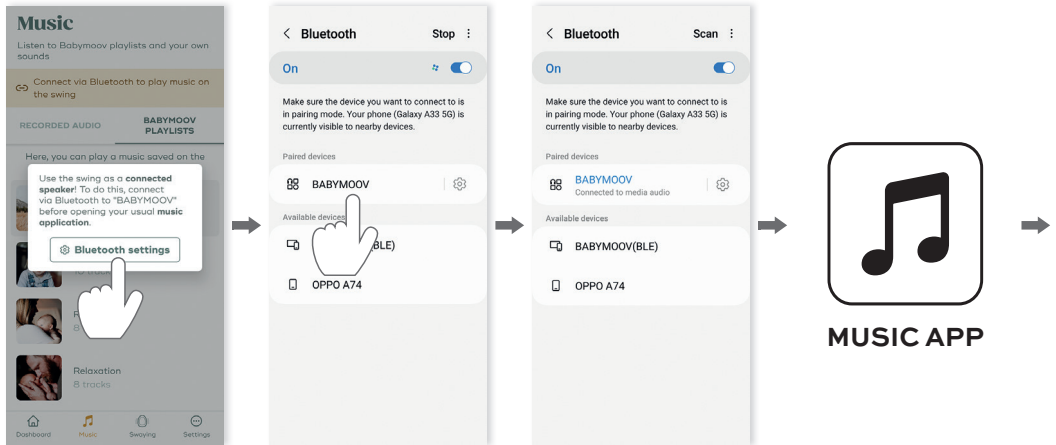 Music
Listen to Babymoov playlists and your own
sounds
Connect via Bluetooth to play music on
the swing
RECORDED AUDIO
BABYMOOV
PLAYLISTS
Here, you can play a music saved on the
Use the swing as a connected
speaker! To do this, connect
via Bluetooth to "BABYMOOV"
before opening your usual music
application.
Bluetooth settings
10 tracks
R
8
Relaxation
8 tracks
Dashboard
Music
Swaying
Settings
Bluetooth
Stop
On
Make sure the device you want to connect to is
in pairing mode. Your phone (Galaxy A33 5G) is
currently visible to nearby devices.
Paired devices
BABYMOOV
Available devices
(BLE)
OPPO A74
Bluetooth
Scan
On
Make sure the device you want to connect to is
in pairing mode. Your phone (Galaxy A33 5G) is
currently visible to nearby devices.
Paired devices
BABYMOOV
Connected to media audio
Available devices
BABYMOOV(BLE)
OPPO A74
MUSIC APP